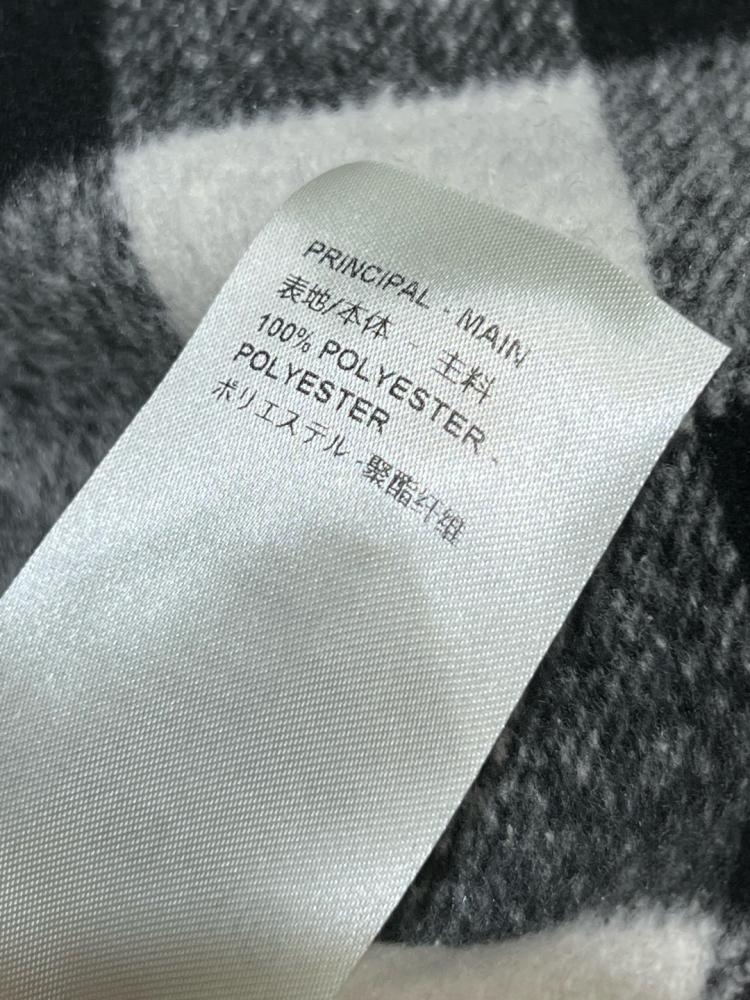 PRINCIPAL - MAIN
表地/本体 - 主料
100% POLYESTER -
POLYESTER
ポリエステル -聚酯纤维